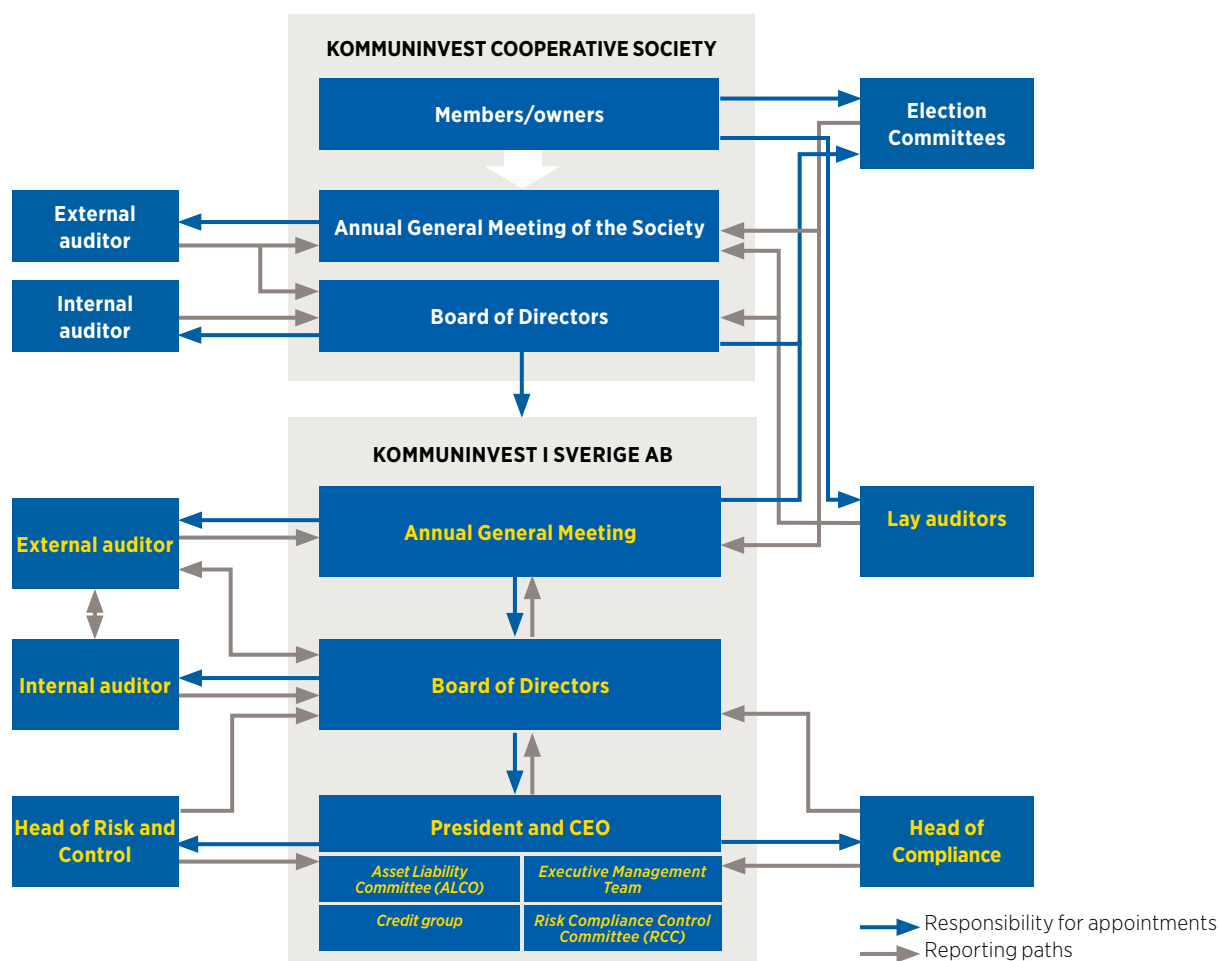 KOMMUNINVEST COOPERATIVE SOCIETY
Members/owners
Election
Committees
External
auditor
Annual General Meeting of the Society
Internal
auditor
Board of Directors
KOMMUNINVEST I SVERIGE AB
External auditor
Annual General Meeting
Lay auditors
Internal auditor
Board of Directors
Head of Risk and
Control
President and CEO
Head of
Compliance
Asset Liability
Committee (ALCO)
Executive Management
Team
Credit group
Risk Compliance Control
Committee (RCC)
Responsibility for appointments
Reporting paths